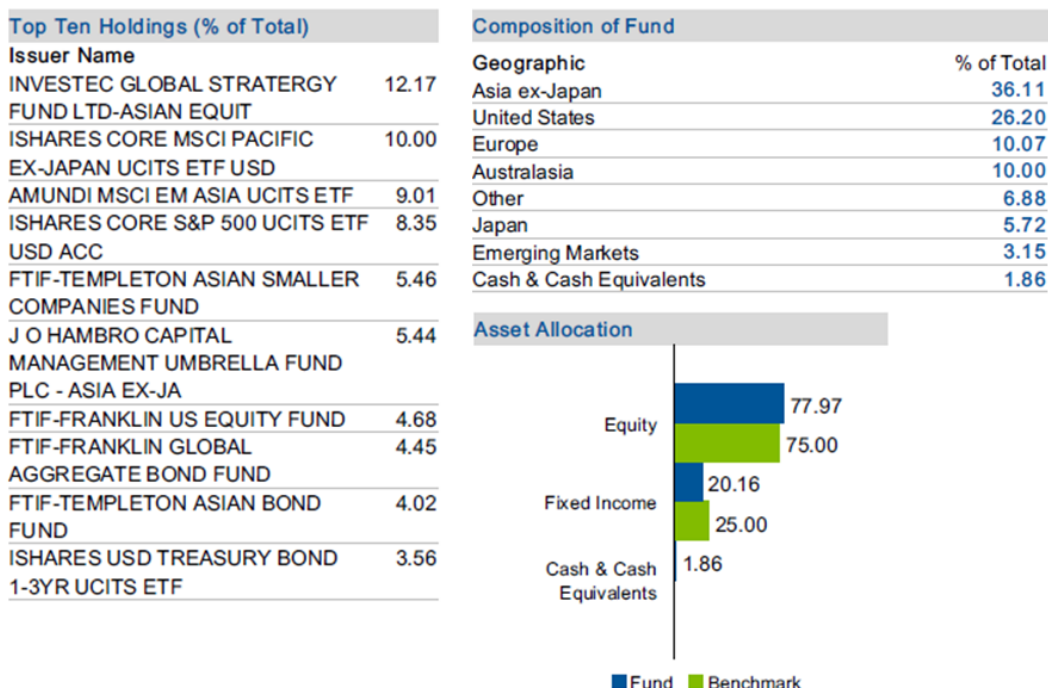 Top Ten Holdings (% of Total)
Issuer Name
INVESTEC GLOBAL STRATERGY 12.17
FUND LTD-ASIAN EQUIT
ISHARES CORE MSCI PACIFIC 10.00
EX-JAPAN UCITS ETF USD
AMUNDI MSCI EM ASIA UCITS ETF 9.01
ISHARES CORE S&P 500 UCITS ETF 8.35
USD ACC
FTIF-TEMPLETON ASIAN SMALLER 5.46
COMPANIES FUND
J O HAMBRO CAPITAL 5.44
MANAGEMENT UMBRELLA FUND
PLC - ASIA EX-JA
FTIF-FRANKLIN US EQUITY FUND 4.68
FTIF-FRANKLIN GLOBAL 4.45
AGGREGATE BOND FUND
FTIF-TEMPLETON ASIAN BOND 4.02
FUND
ISHARES USD TREASURY BOND 3.56
1-3YR UCITS ETF
Composition of Fund
Geographic % of Total
Asia ex-Japan 36.11
United States 26.20
Europe 10.07
Australasia 10.00
Other 6.88
Japan 5.72
Emerging Markets 3.15
Cash & Cash Equivalents 1.86
Asset Allocation
Equity 77.97
75.00
Fixed Income 20.16
25.00
Cash & Cash 1.86
Equivalents
Fund Benchmark